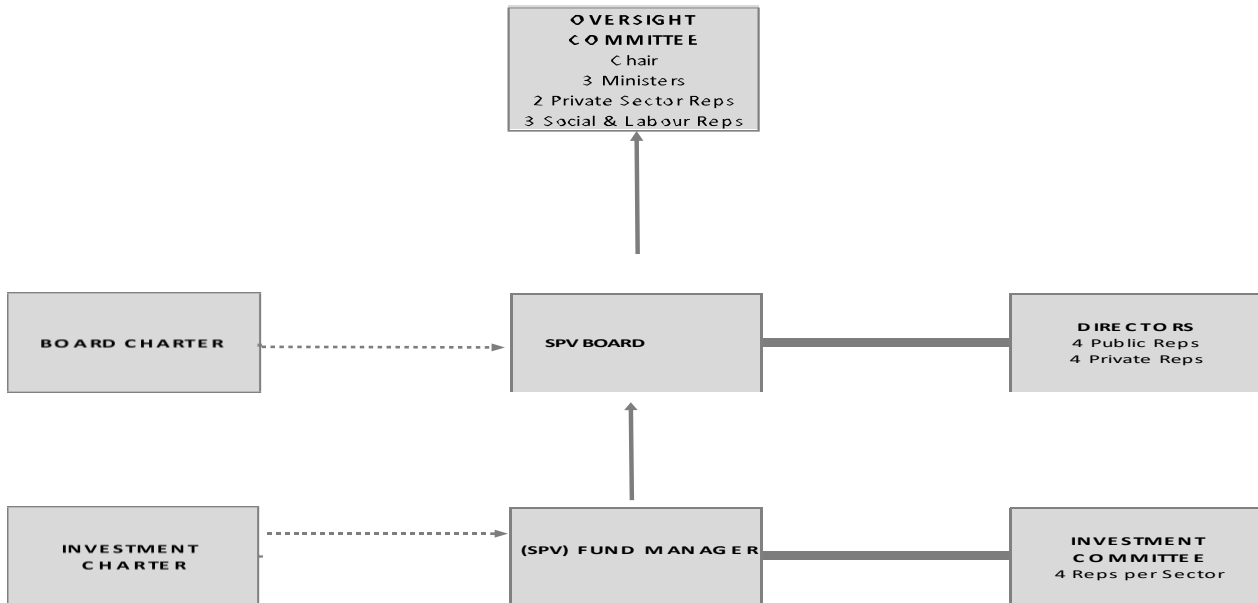 OVERSIGHT
COMMITTEE
Chair
3 Ministers
2 Private Sector Reps
3 Social & Labour Reps
BOARD CHARTER
SPV BOARD
DIRECTORS
4 Public Reps
4 Private Reps
INVESTMENT
CHARTER
(SPV) FUND MANAGER
INVESTMENT
COMMITTEE
4 Reps per Sector